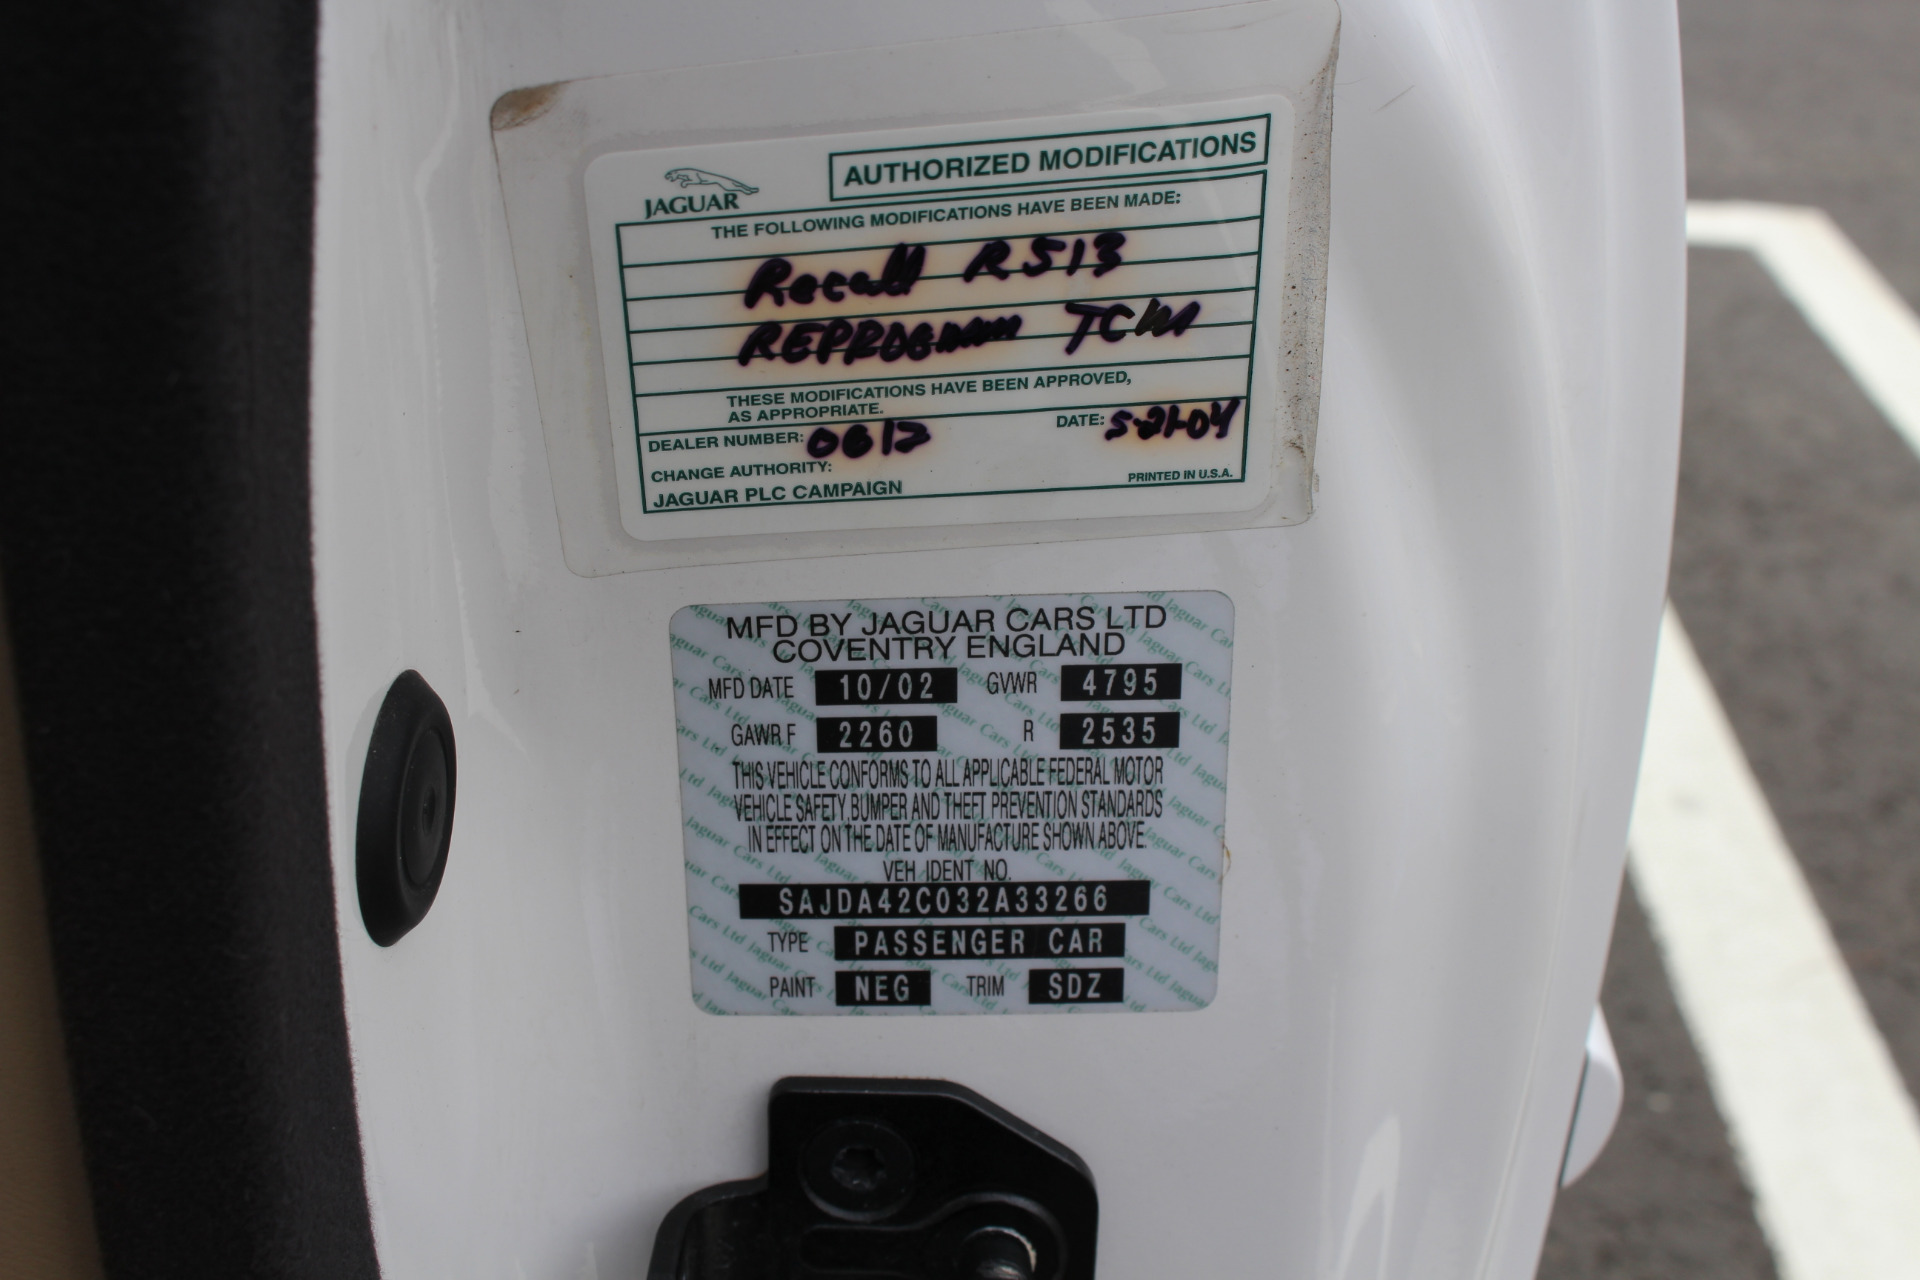 JAGUAR
AUTHORIZED MODIFICATIONS
THE FOLLOWING MODIFICATIONS HAVE BEEN MADE:
Recall R513
REPROGRAM TCM
THESE MODIFICATIONS HAVE BEEN APPROVED,
AS APPROPRIATE.
DEALER NUMBER: 0612 DATE: 5-21-04
CHANGE AUTHORITY:
JAGUAR PLC CAMPAIGN PRINTED IN U.S.A.
MFD BY JAGUAR CARS LTD
COVENTRY ENGLAND
MFD DATE 10/02 GVWR 4795
GAWR F 2260 R 2535
THIS VEHICLE CONFORMS TO ALL APPLICABLE FEDERAL MOTOR
VEHICLE SAFETY, BUMPER AND THEFT PREVENTION STANDARDS
IN EFFECT ON THE DATE OF MANUFACTURE SHOWN ABOVE.
VEH IDENT NO.
SAJDA42C032A33266
TYPE PASSENGER CAR
PAINT NEG TRIM SDZ